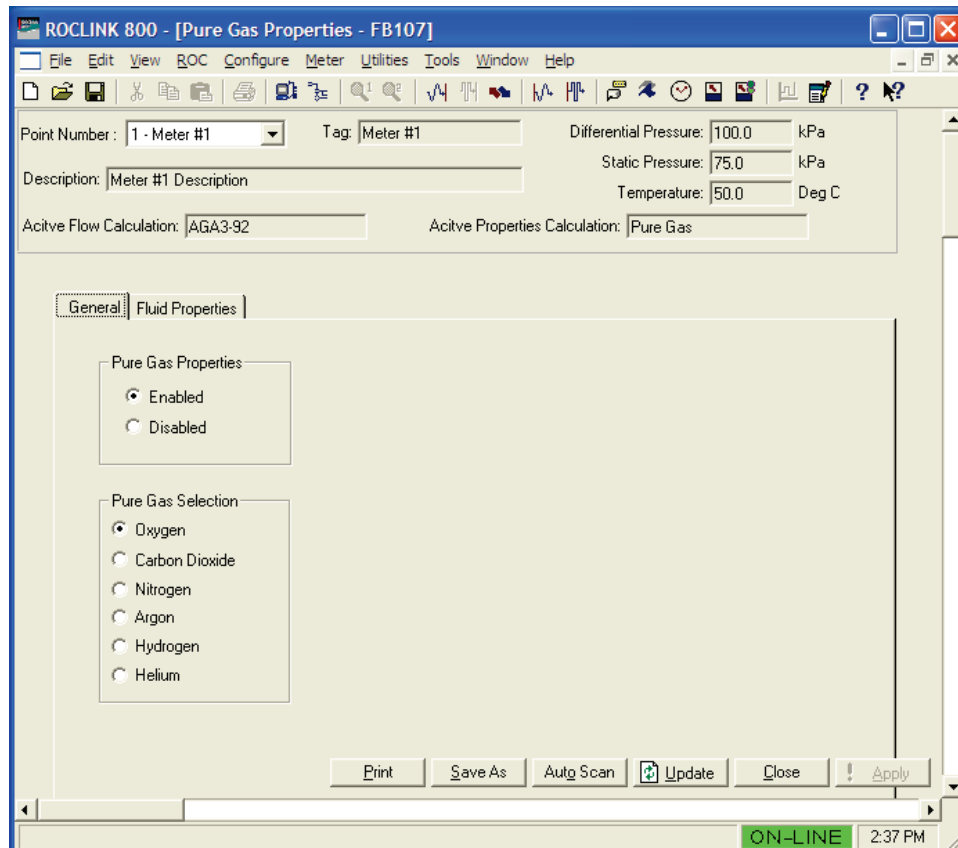 ROCLINK 800 - [Pure Gas Properties - FB107]
File Edit View ROC Configure Meter Utilities Tools Window Help
Point Number : 1 - Meter #1 Tag: Meter #1 Differential Pressure: 100.0 kPa
Static Pressure: 75.0 kPa
Description: Meter #1 Description
Temperature: 50.0 Deg C
Acitve Flow Calculation: AGA3-92 Acitve Properties Calculation: Pure Gas
General Fluid Properties
Pure Gas Properties
Enabled
Disabled
Pure Gas Selection
Oxygen
Carbon Dioxide
Nitrogen
Argon
Hydrogen
Helium
Print Save As Auto Scan Update Close ! Apply
ON-LINE 2:37 PM